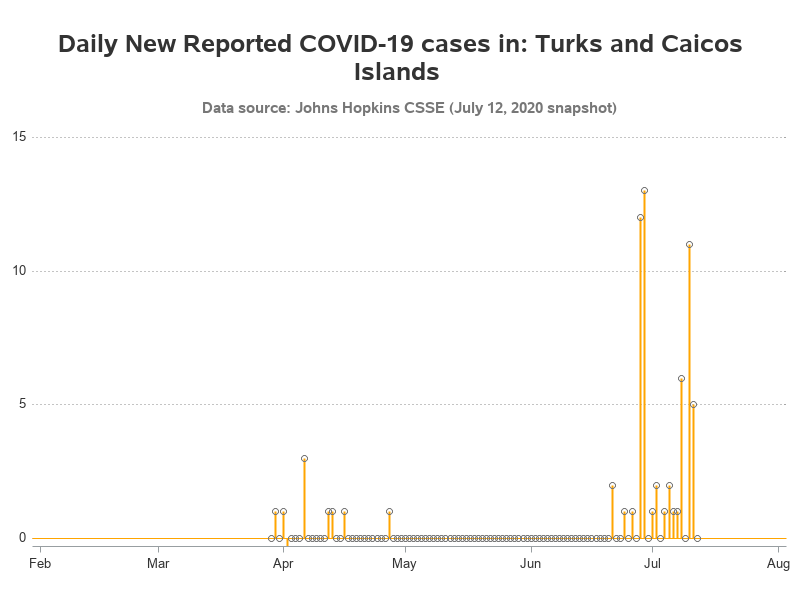 Daily New Reported COVID-19 cases in: Turks and Caicos
Islands
Data source: Johns Hopkins CSSE (July 12, 2020 snapshot)
15
10
5
0
Feb Mar Apr May Jun Jul Aug